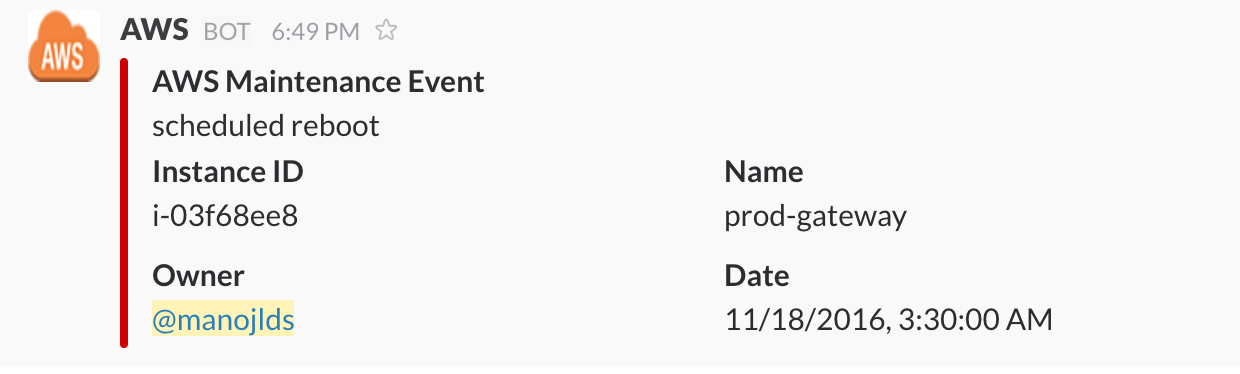 AWS
AWS BOT 6:49 PM
AWS Maintenance Event
scheduled reboot
Instance ID Name
i-03f68ee8 prod-gateway
Owner Date
@manojlds 11/18/2016, 3:30:00 AM